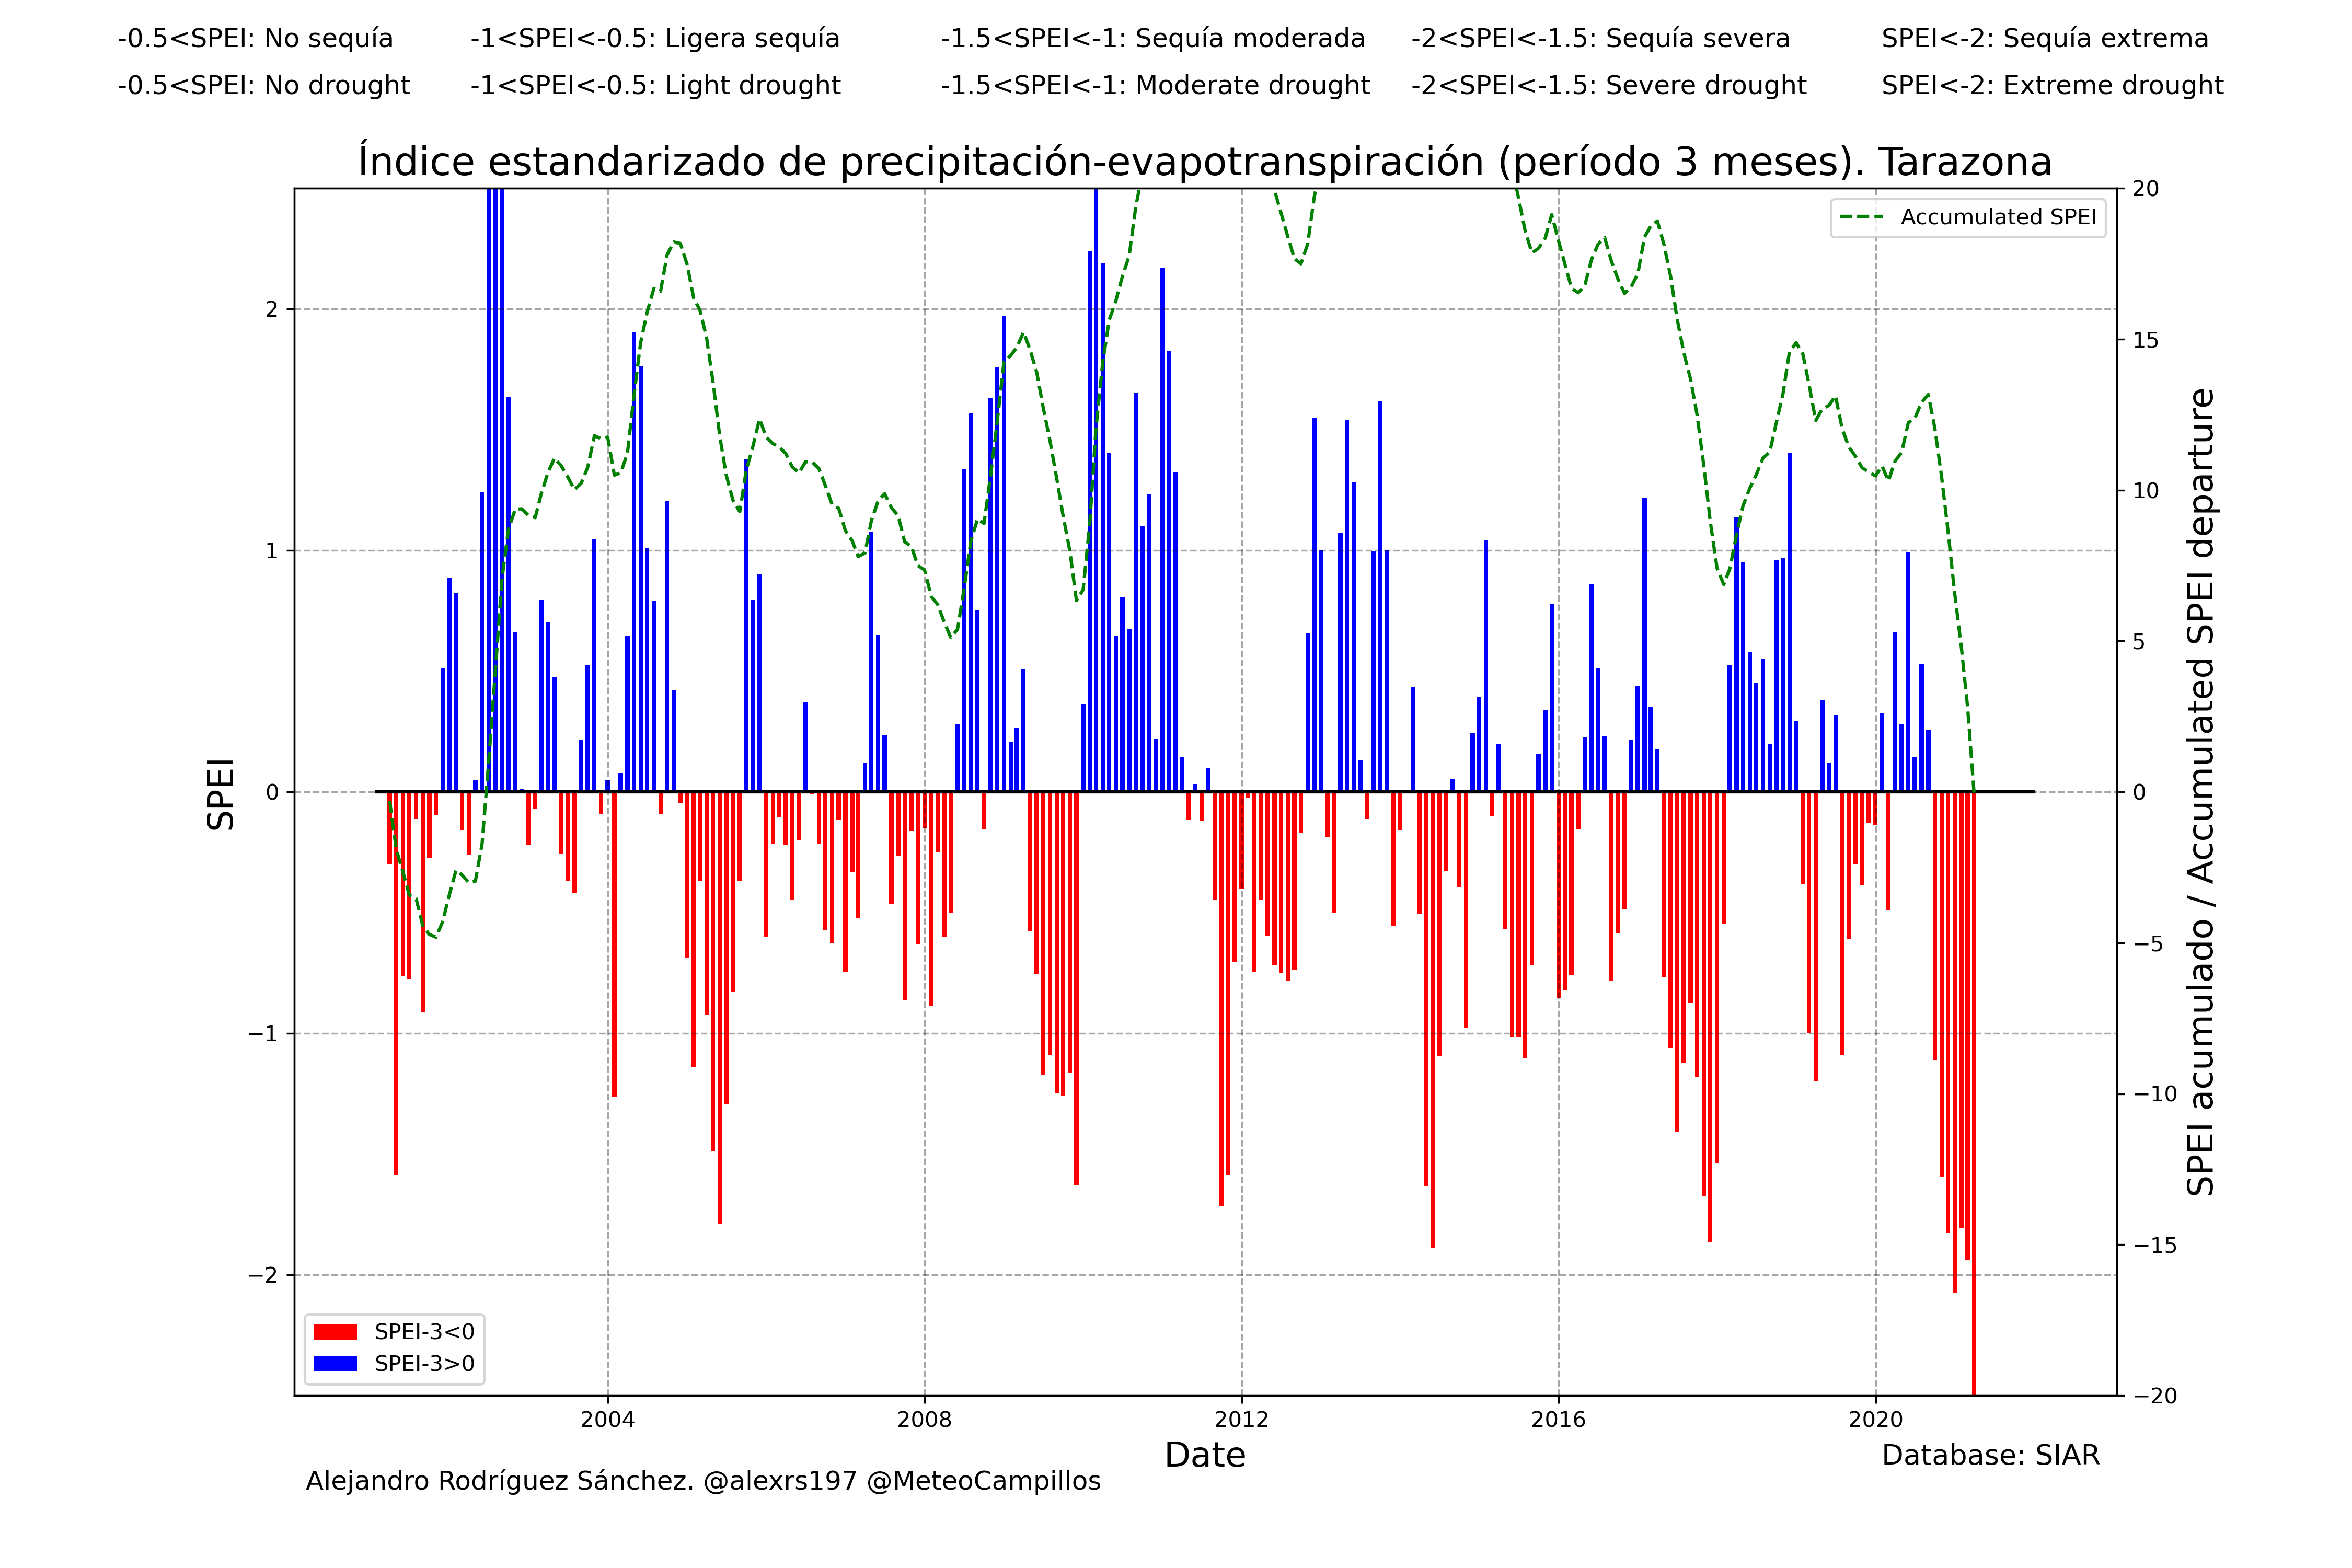 -0.5<SPEI: No sequía -1<SPEI<-0.5: Ligera sequía -1.5<SPEI<-1: Sequía moderada -2<SPEI<-1.5: Sequía severa SPEI<-2: Sequía extrema
-0.5<SPEI: No drought -1<SPEI<-0.5: Light drought -1.5<SPEI<-1: Moderate drought -2<SPEI<-1.5: Severe drought SPEI<-2: Extreme drought
Índice estandarizado de precipitación-evapotranspiración (período 3 meses). Tarazona
Accumulated SPEI
SPEI
2
1
0
−1
−2
20
15
10
5
0
−5
−10
−15
−20
SPEI acumulado / Accumulated SPEI departure
SPEI-3<0
SPEI-3>0
2004 2008 2012 2016 2020
Date
Database: SIAR
Alejandro Rodríguez Sánchez. @alexrs197 @MeteoCampillos